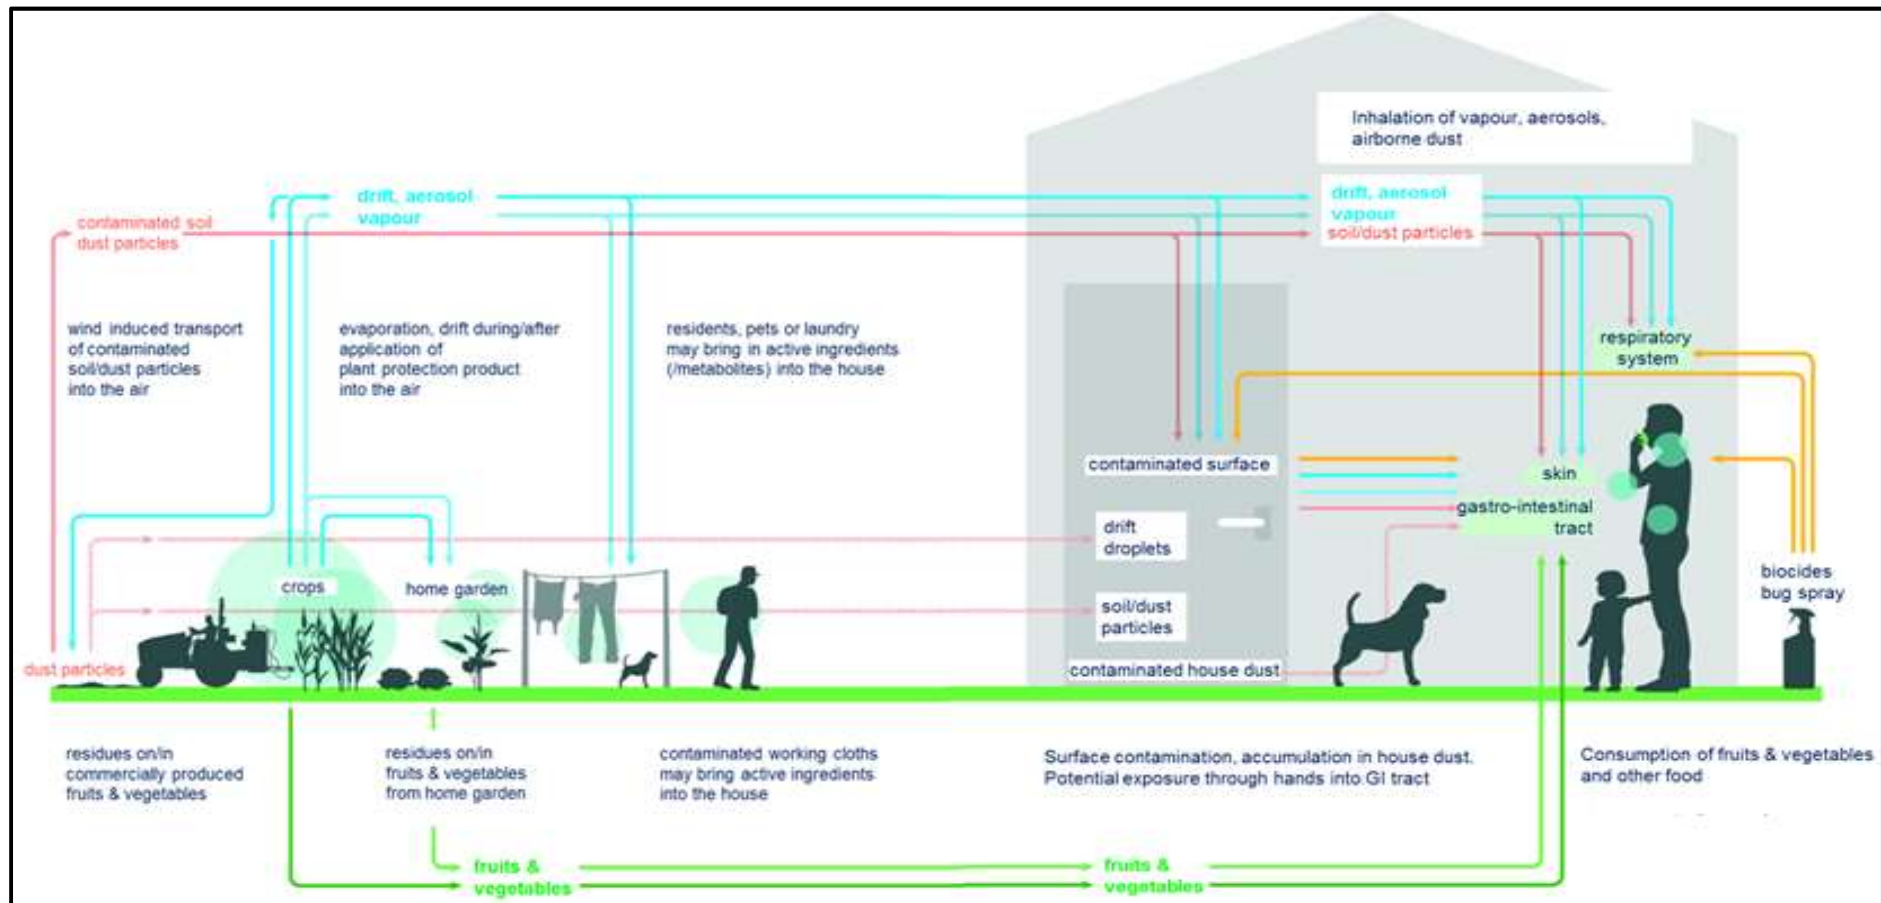 Inhalation of vapour, aerosols,
airborne dust
drift, aerosol
vapour
drift, aerosol
vapour
soil/dust particles
contaminated soil
dust particles
wind induced transport
of contaminated
soil/dust particles
into the air
evaporation, drift during/after
application of
plant protection product
into the air
residents, pets or laundry
may bring in active ingredients
(/metabolites) into the house
respiratory
system
contaminated surface
skin
gastro-intestinal
tract
drift
droplets
crops
home garden
soil/dust
particles
biocides
bug spray
dust particles
contaminated house dust
residues on/in
commercially produced
fruits & vegetables
residues on/in
fruits & vegetables
from home garden
contaminated working cloths
may bring active ingredients
into the house
Surface contamination, accumulation in house dust.
Potential exposure through hands into GI tract
Consumption of fruits & vegetables
and other food
fruits &
vegetables
fruits &
vegetables